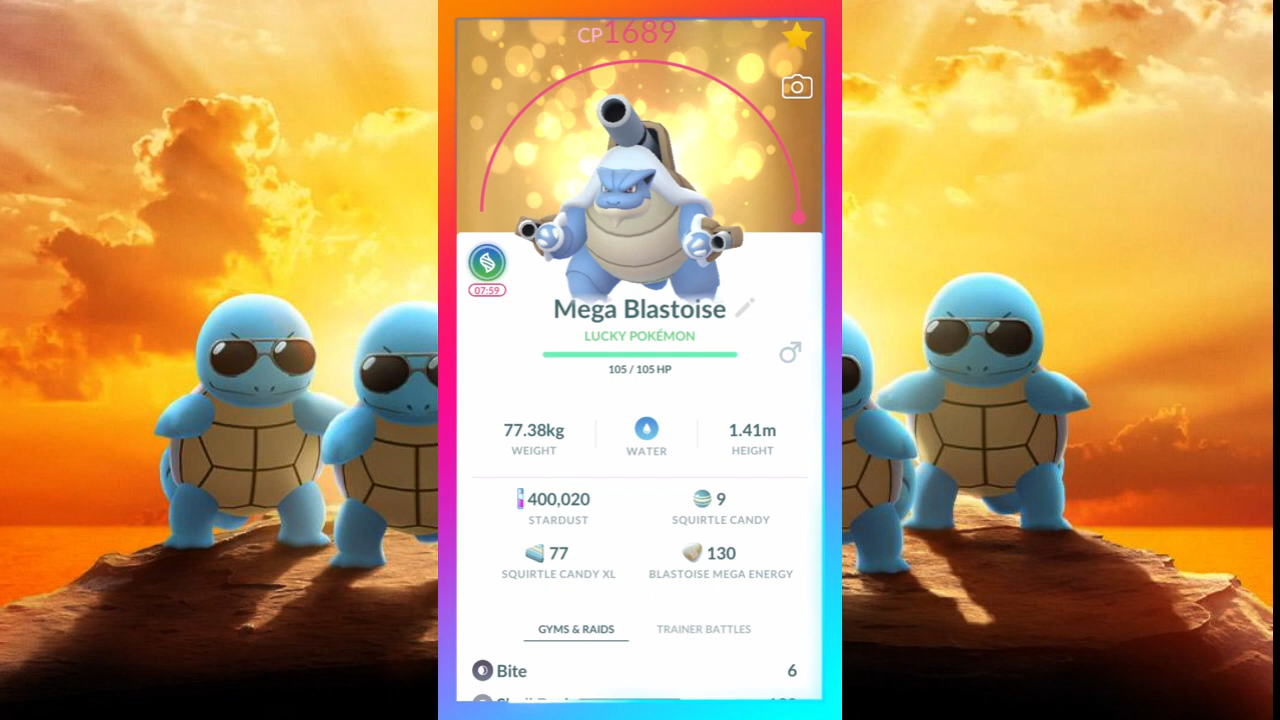 CP1689
07:59
Mega Blastoise
LUCKY POKÉMON
105 / 105 HP
77.38kg
WEIGHT
WATER
1.41m
HEIGHT
400,020
STARDUST
9
SQUIRTLE CANDY
77
SQUIRTLE CANDY XL
130
BLASTOISE MEGA ENERGY
GYMS & RAIDS
TRAINER BATTLES
Bite 6